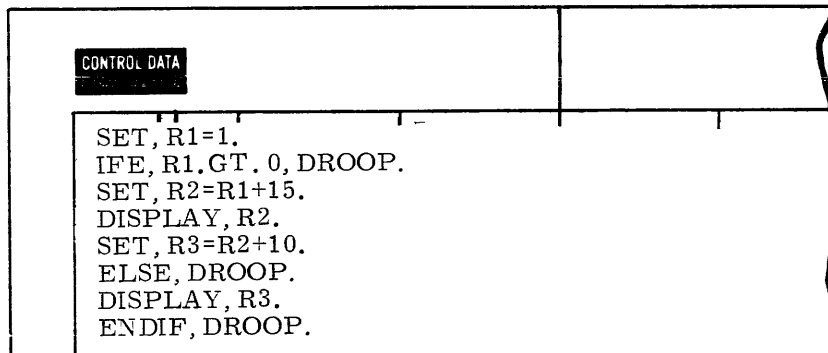 CONTROL DATA
SET, R1=1.
IFE, R1.GT. 0, DROOP.
SET, R2=R1+15.
DISPLAY, R2.
SET, R3=R2+10.
ELSE, DROOP.
DISPLAY, R3.
ENDIF, DROOP.